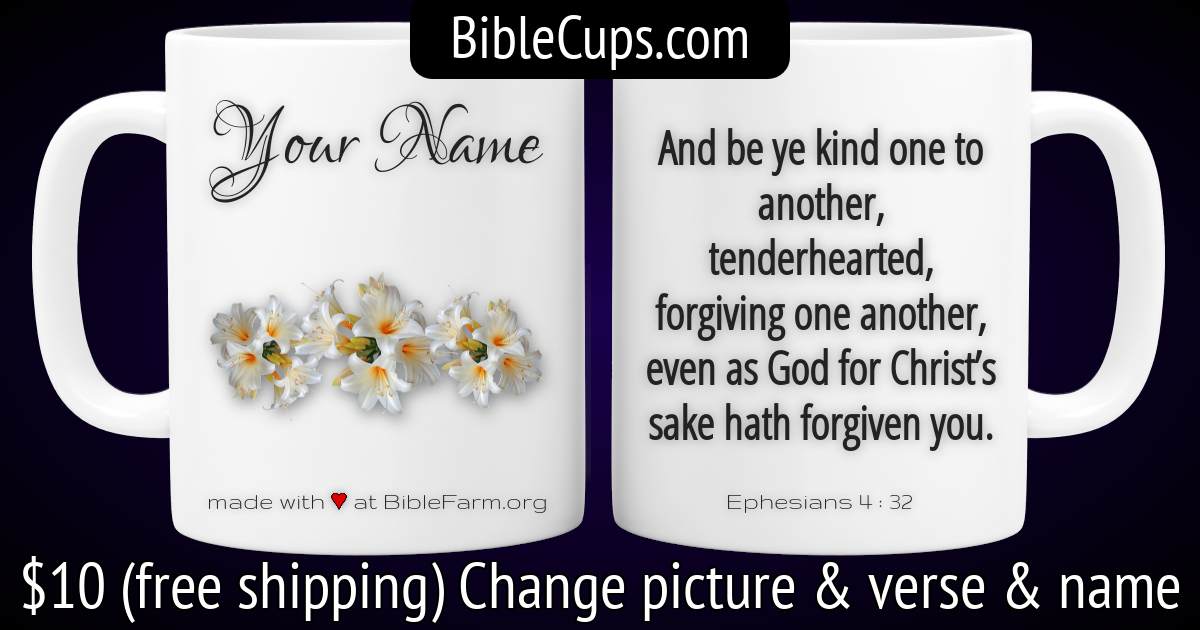 BibleCups.com
Your Name
made with ♥ at BibleFarm.org
And be ye kind one to
another,
tenderhearted,
forgiving one another,
even as God for Christ’s
sake hath forgiven you.
Ephesians 4 : 32
$10 (free shipping) Change picture & verse & name